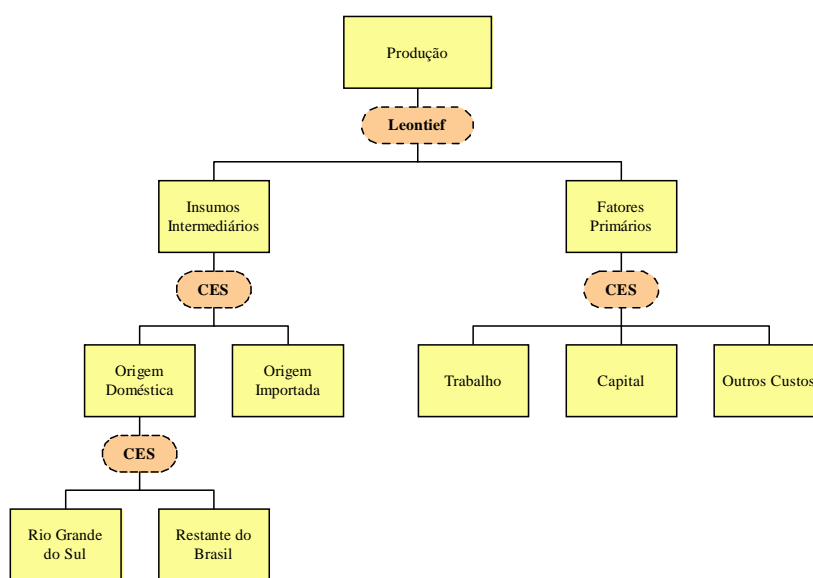 Produção
Leontief
Insumos
Intermediários
Fatores
Primários
CES
CES
Origem
Doméstica
Origem
Importada
Trabalho
Capital
Outros Custos
CES
Rio Grande
do Sul
Restante do
Brasil